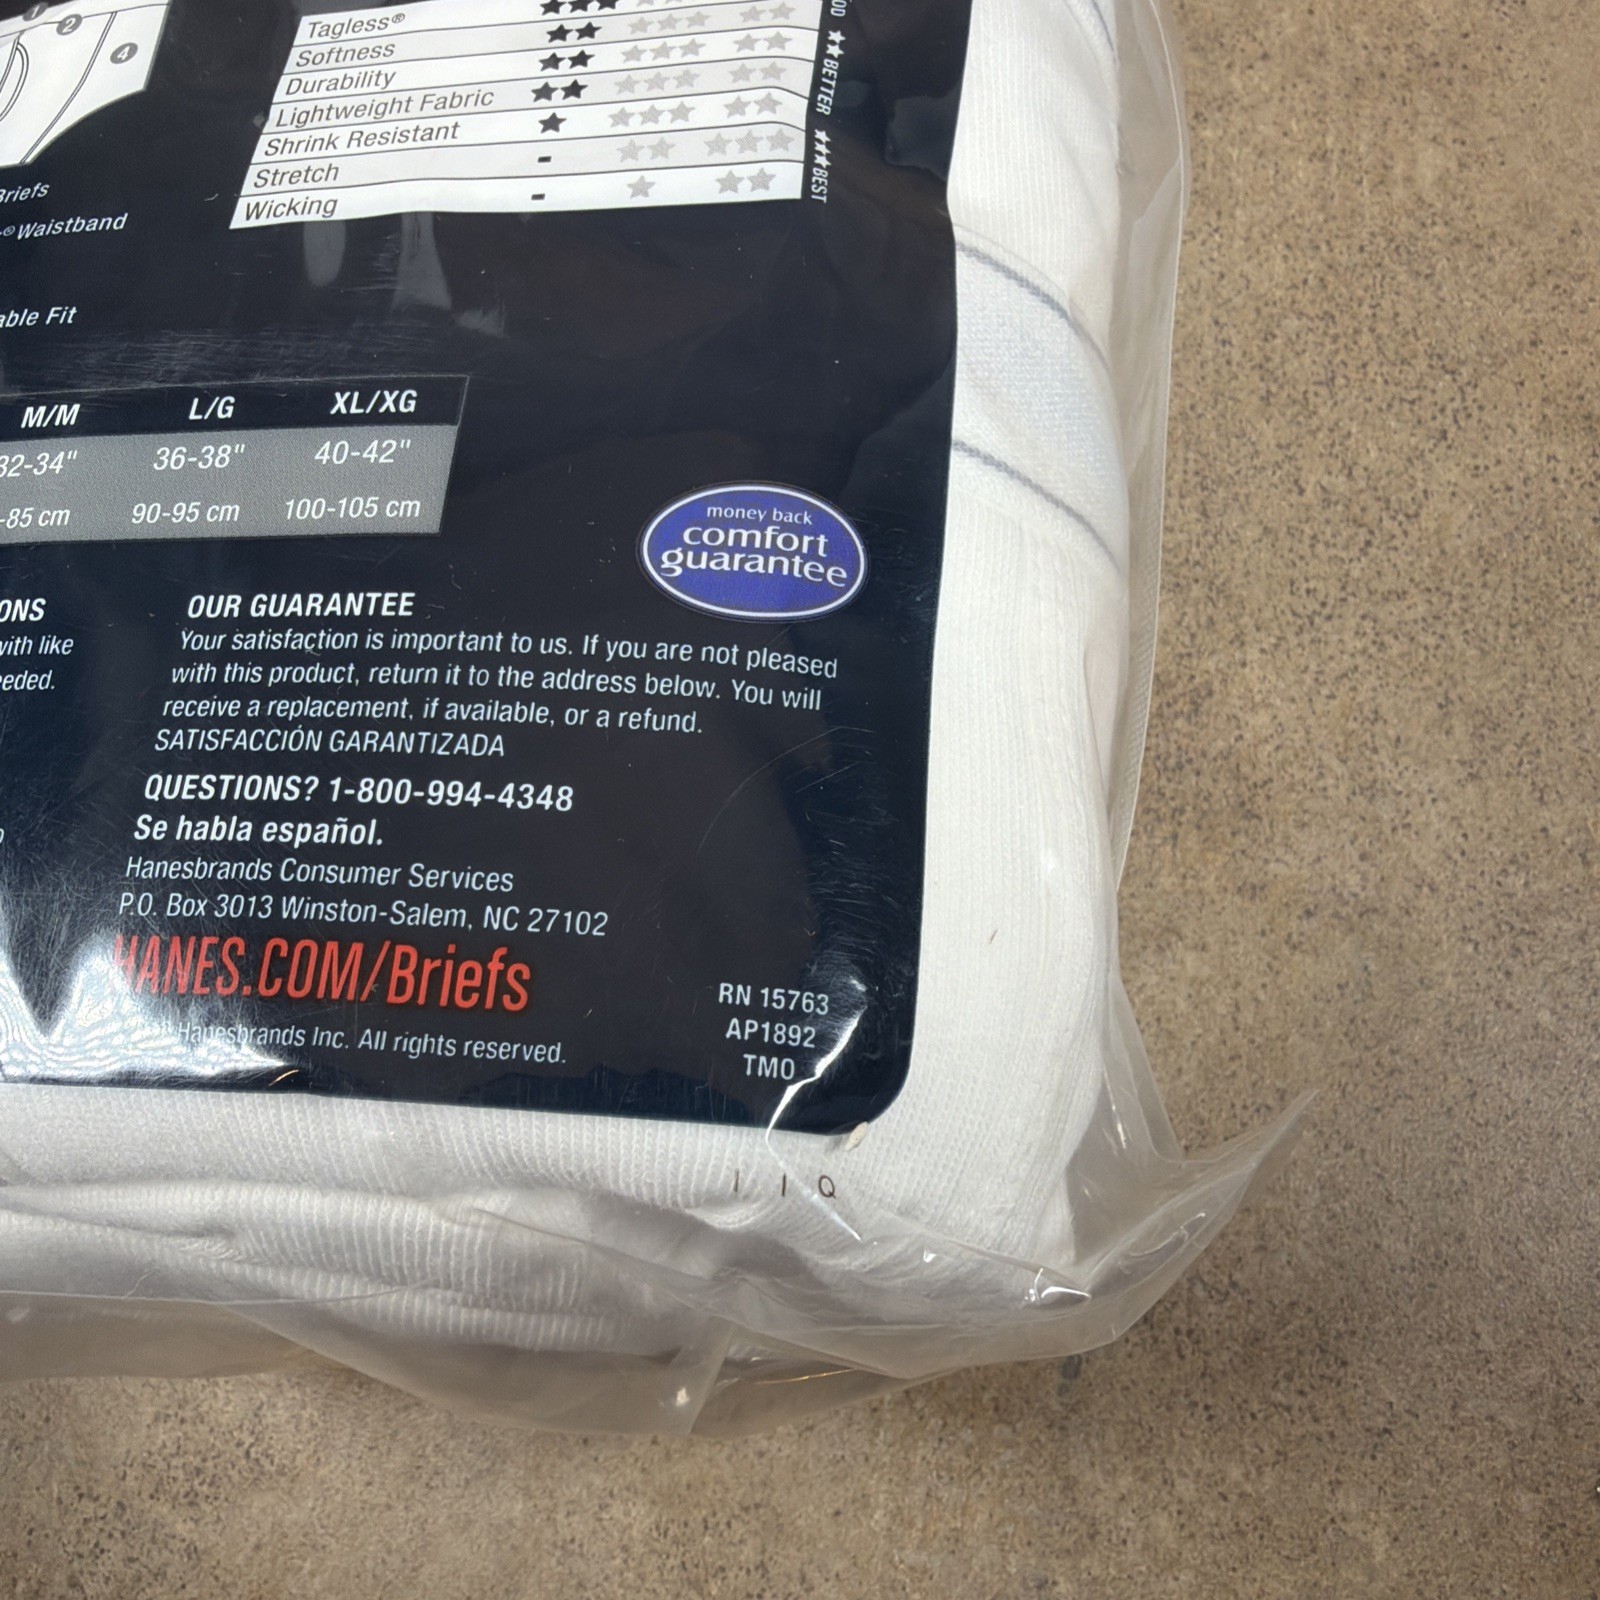 1 2
4
Tagless®
Softness
Durability
Lightweight Fabric
Shrink Resistant
Stretch -
Wicking -
★★BETTER ★★★BEST
Briefs
® Waistband
able Fit
M/M L/G XL/XG
32-34" 36-38" 40-42"
-85 cm 90-95 cm 100-105 cm
money back
comfort
guarantee
ONS
with like
eeded.
OUR GUARANTEE
Your satisfaction is important to us. If you are not pleased
with this product, return it to the address below. You will
receive a replacement, if available, or a refund.
SATISFACCIÓN GARANTIZADA
QUESTIONS? 1-800-994-4348
Se habla español.
Hanesbrands Consumer Services
P.O. Box 3013 Winston-Salem, NC 27102
HANES.COM/Briefs
Hanesbrands Inc. All rights reserved.
RN 15763
AP1892
TMO
I I Q